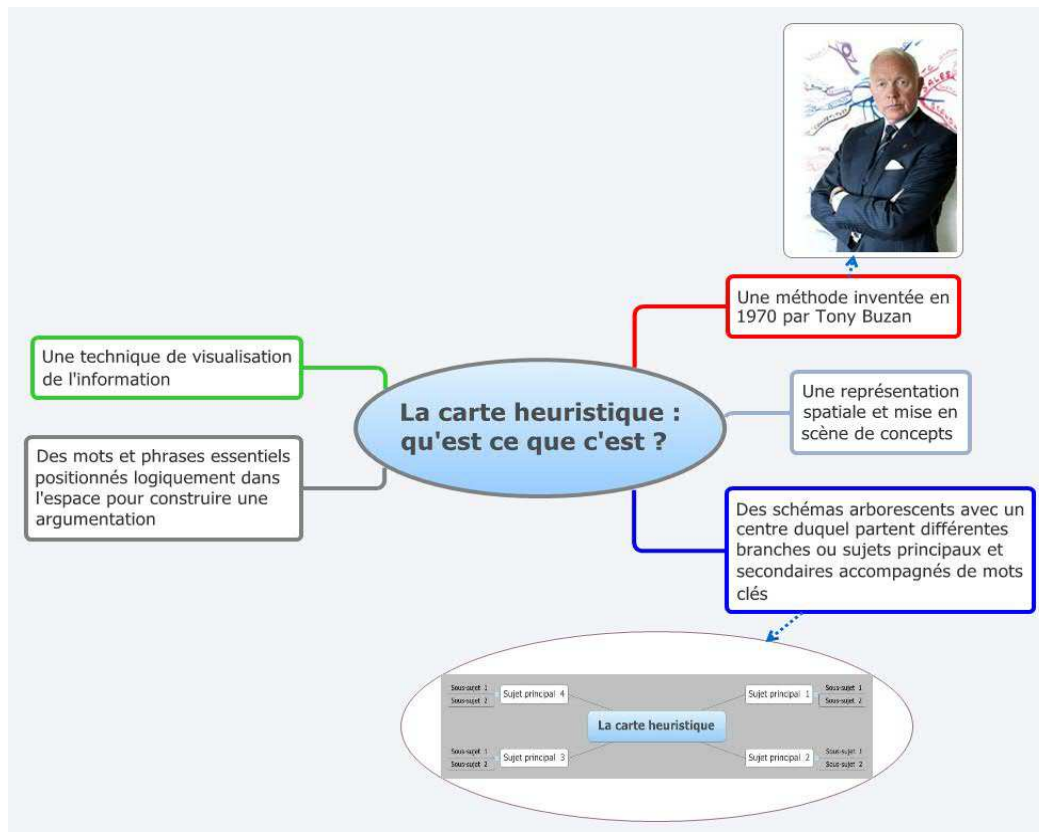 Une méthode inventée en
1970 par Tony Buzan
Une technique de visualisation
de l'information
La carte heuristique :
qu'est ce que c'est ?
Une représentation
spatiale et mise en
scène de concepts
Des mots et phrases essentiels
positionnés logiquement dans
l'espace pour construire une
argumentation
Des schémas arborescents avec un
centre duquel partent différentes
branches ou sujets principaux et
secondaires accompagnés de mots
clés
Sous-sujet 1
Sous-sujet 2
Sujet principal 4
Sujet principal 1
Sous-sujet 1
Sous-sujet 2
La carte heuristique
Sous-sujet 1
Sous-sujet 2
Sujet principal 3
Sujet principal 2
Sous-sujet 1
Sous-sujet 2